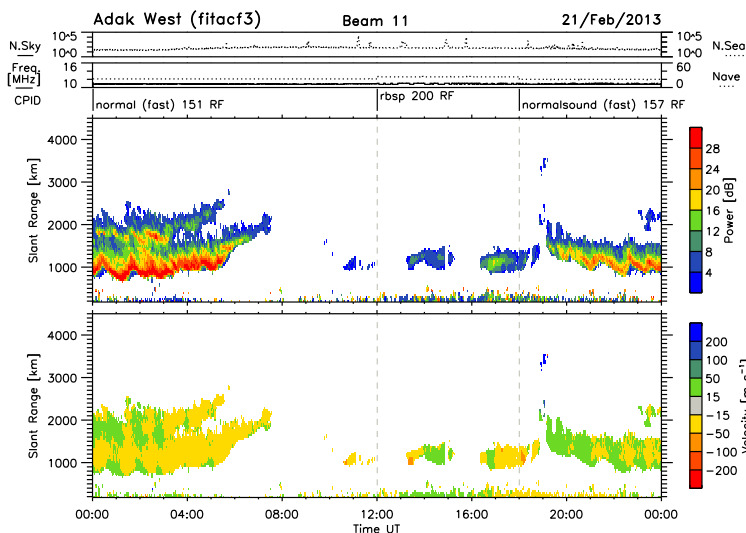 Adak West (fitacf3) Beam 11 21/Feb/2013
N.Sky 10^5 10^0 10^5 10^0 N.Sea
Freq. [MHz] 16 10 60 0 Nave
CPID normal (fast) 151 RF rbsp 200 RF normalsound (fast) 157 RF
Slant Range [km]
4000
3000
2000
1000
28
24
20
16
12
8
4
Power [dB]
Slant Range [km]
4000
3000
2000
1000
200
100
50
15
-15
-50
-100
-200
Velocity [m s^-1]
00:00 04:00 08:00 12:00 16:00 20:00 00:00
Time UT